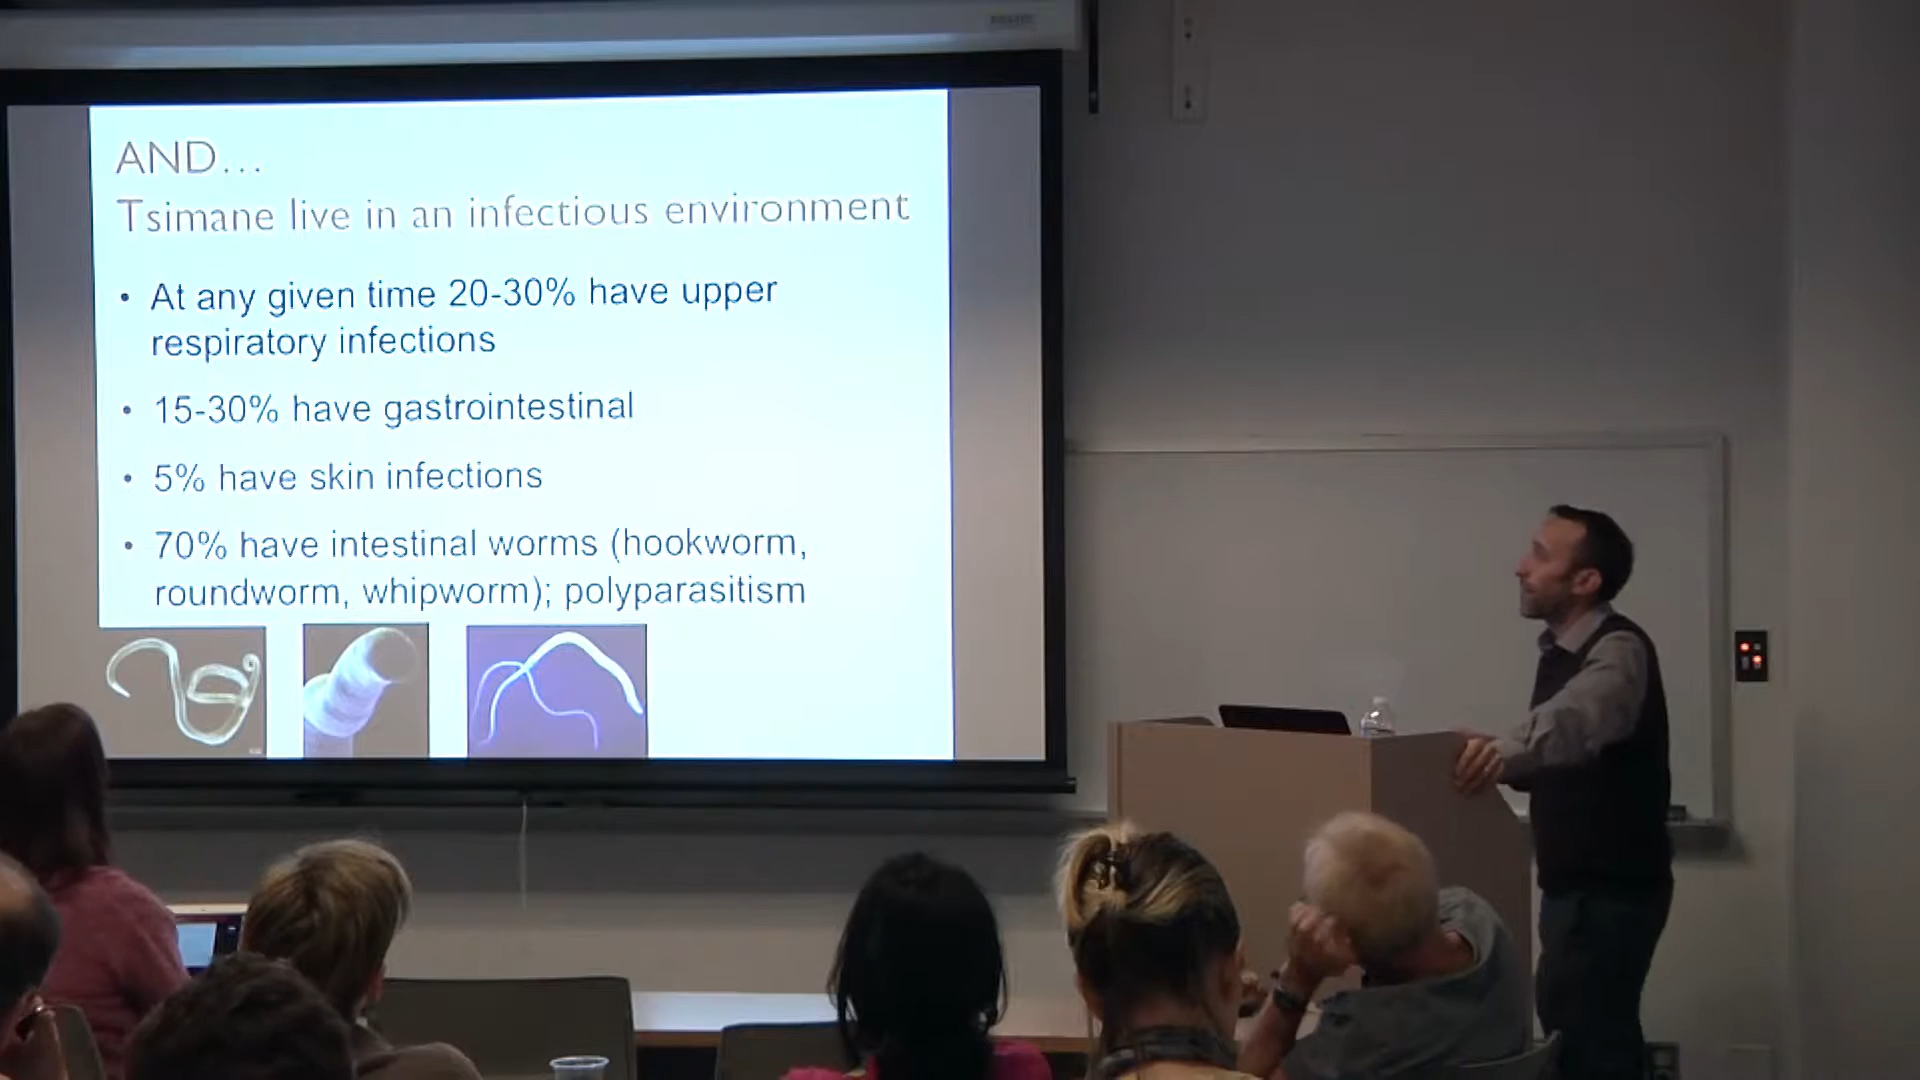 AND...
Tsimane live in an infectious environment
• At any given time 20-30% have upper
respiratory infections
• 15-30% have gastrointestinal
• 5% have skin infections
• 70% have intestinal worms (hookworm,
roundworm, whipworm); polyparasitism